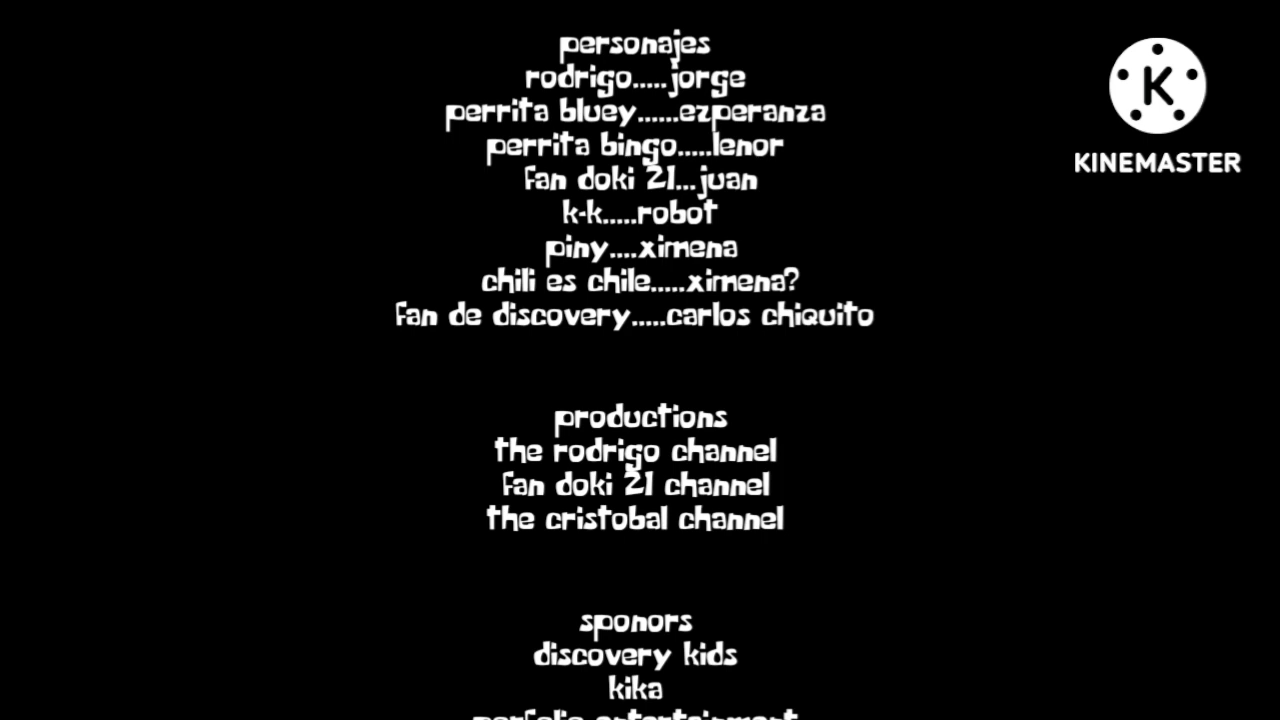 personajes
rodrigo.....jorge
perrita bluey......ezperanza
perrita bingo.....lenor
fan doki 21...juan
k-k.....robot
piny....ximena
chili es chile.....ximena?
fan de discovery.....carlos chiquito
productions
the rodrigo channel
fan doki 21 channel
the cristobal channel
sponors
discovery kids
kika
entertainment
K
KINEMASTER